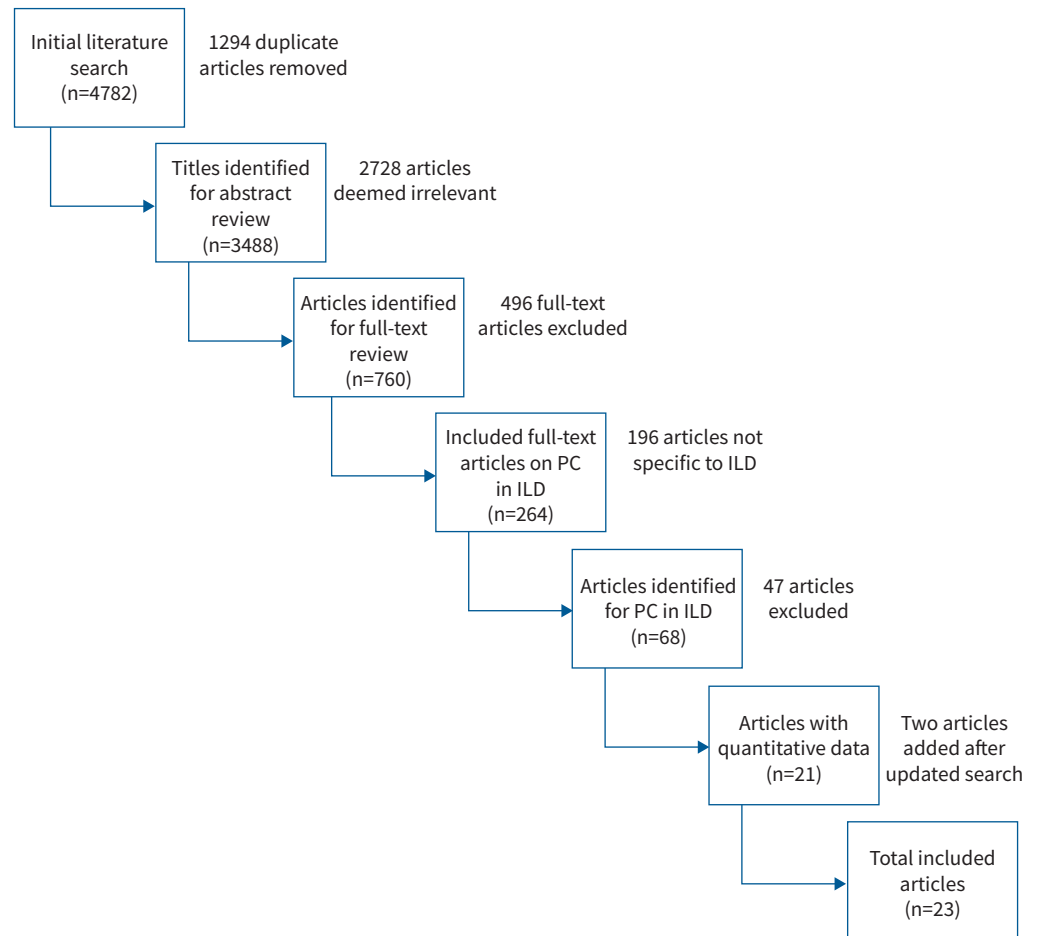 Initial literature
search
(n=4782)
1294 duplicate
articles removed
Titles identified
for abstract
review
(n=3488)
2728 articles
deemed irrelevant
Articles identified
for full-text
review
(n=760)
496 full-text
articles excluded
Included full-text
articles on PC
in ILD
(n=264)
196 articles not
specific to ILD
Articles identified
for PC in ILD
(n=68)
47 articles
excluded
Articles with
quantitative data
(n=21)
Two articles
added after
updated search
Total included
articles
(n=23)